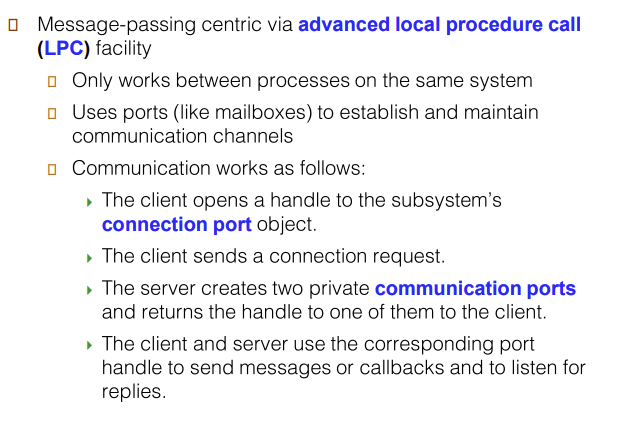 Message-passing centric via advanced local procedure call
(LPC) facility
Only works between processes on the same system
Uses ports (like mailboxes) to establish and maintain
communication channels
Communication works as follows:
The client opens a handle to the subsystem's
connection port object.
The client sends a connection request.
The server creates two private communication ports
and returns the handle to one of them to the client.
The client and server use the corresponding port
handle to send messages or callbacks and to listen for
replies.